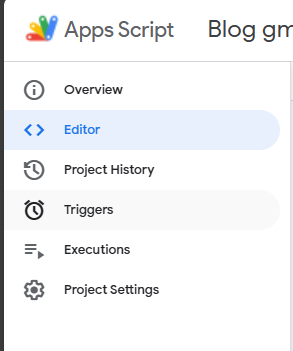 Apps Script Blog gm
Overview
Editor
Project History
Triggers
Executions
Project Settings